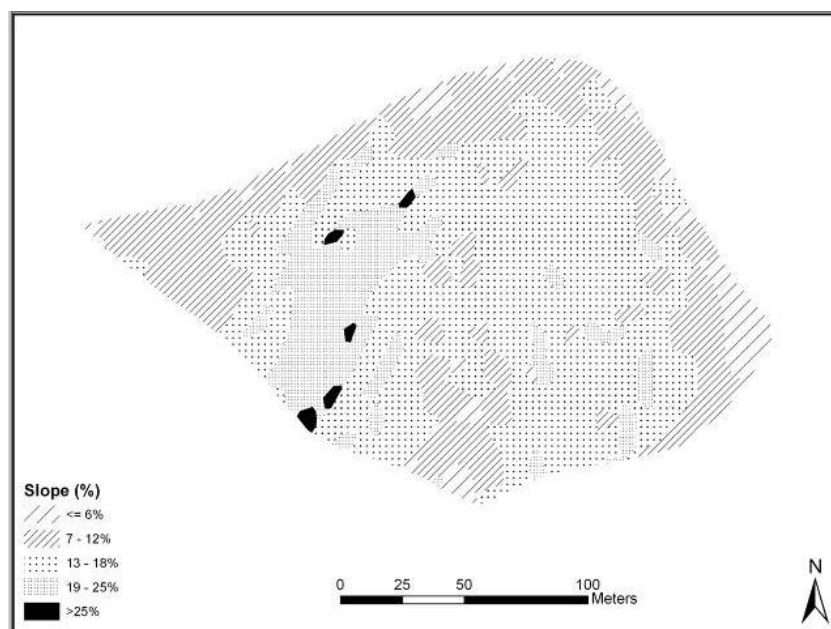 Slope (%)
<= 6%
7 - 12%
13 - 18%
19 - 25%
>25%
0 25 50 100
Meters
N